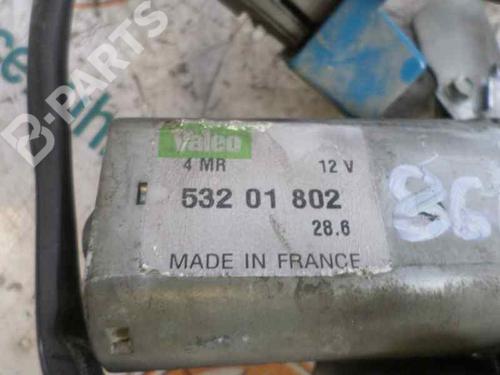 B-PARTS
Valeo
4 MR 12 V
532 01 802
28.6
MADE IN FRANCE